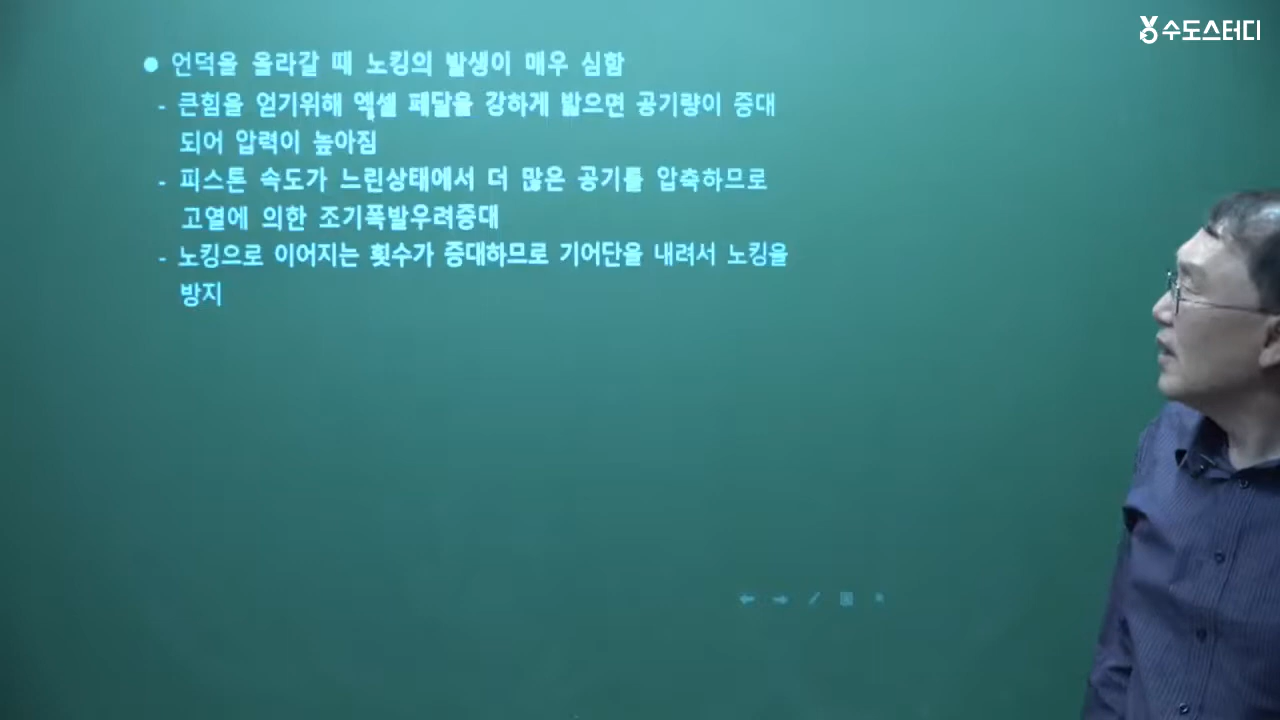 수도스터디
● 언덕을 올라갈 때 노킹의 발생이 매우 심함
- 큰힘을 얻기위해 엑셀 페달을 강하게 밟으면 공기량이 증대
되어 압력이 높아짐
- 피스톤 속도가 느린상태에서 더 많은 공기를 압축하므로
고열에 의한 조기폭발우려증대
- 노킹으로 이어지는 횟수가 증대하므로 기어단을 내려서 노킹을
방지